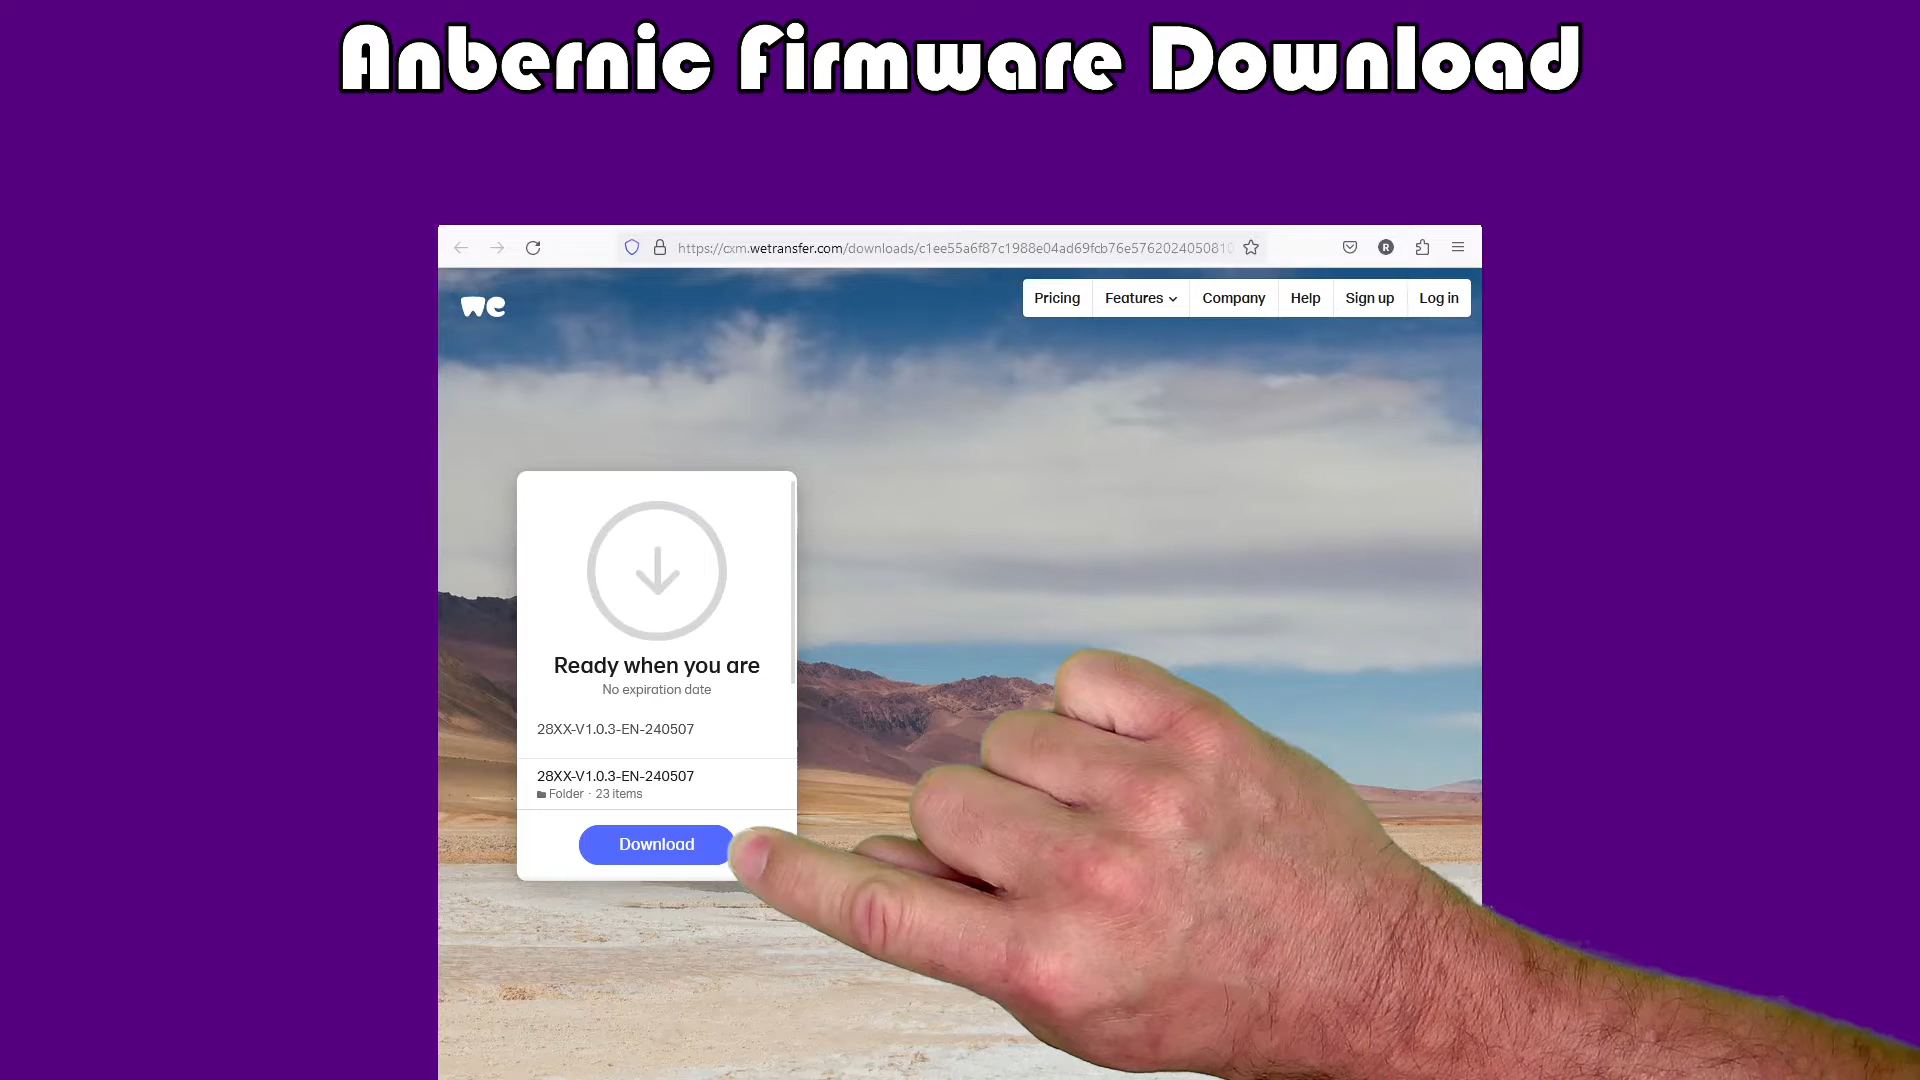 Anbernic Firmware Download
https://cxm.wetransfer.com/downloads/c1ee55a6f87c1988e04ad69fcb76e5762024050810
we
Pricing
Features
Company
Help
Sign up
Log in
Ready when you are
No expiration date
28XX-V1.0.3-EN-240507
28XX-V1.0.3-EN-240507
Folder · 23 items
Download
R